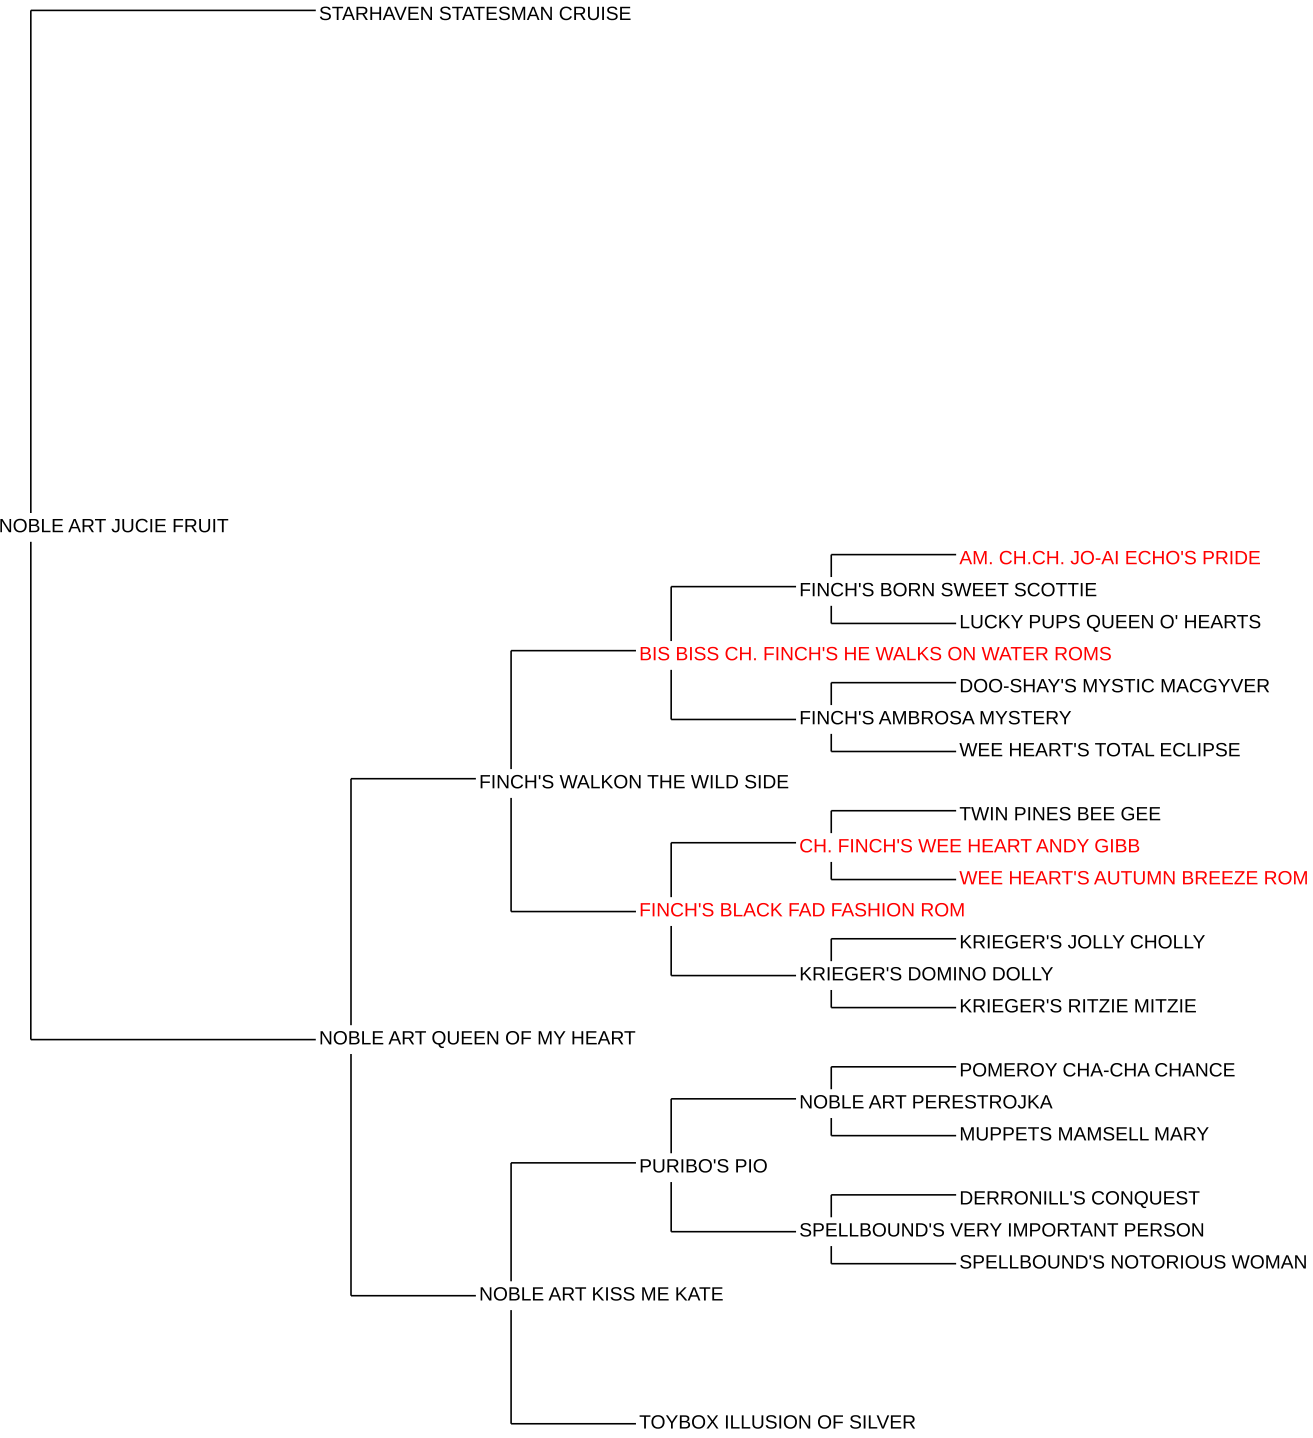 STARHAVEN STATESMAN CRUISE
NOBLE ART JUCIE FRUIT
AM. CH.CH. JO-AI ECHO'S PRIDE
FINCH'S BORN SWEET SCOTTIE
LUCKY PUPS QUEEN O' HEARTS
BIS BISS CH. FINCH'S HE WALKS ON WATER ROMS
DOO-SHAY'S MYSTIC MACGYVER
FINCH'S AMBROSA MYSTERY
WEE HEART'S TOTAL ECLIPSE
FINCH'S WALKON THE WILD SIDE
TWIN PINES BEE GEE
CH. FINCH'S WEE HEART ANDY GIBB
WEE HEART'S AUTUMN BREEZE ROM
FINCH'S BLACK FAD FASHION ROM
KRIEGER'S JOLLY CHOLLY
KRIEGER'S DOMINO DOLLY
KRIEGER'S RITZIE MITZIE
NOBLE ART QUEEN OF MY HEART
POMEROY CHA-CHA CHANCE
NOBLE ART PERESTROJKA
MUPPETS MAMSELL MARY
PURIBO'S PIO
DERRONILL'S CONQUEST
SPELLBOUND'S VERY IMPORTANT PERSON
SPELLBOUND'S NOTORIOUS WOMAN
NOBLE ART KISS ME KATE
TOYBOX ILLUSION OF SILVER